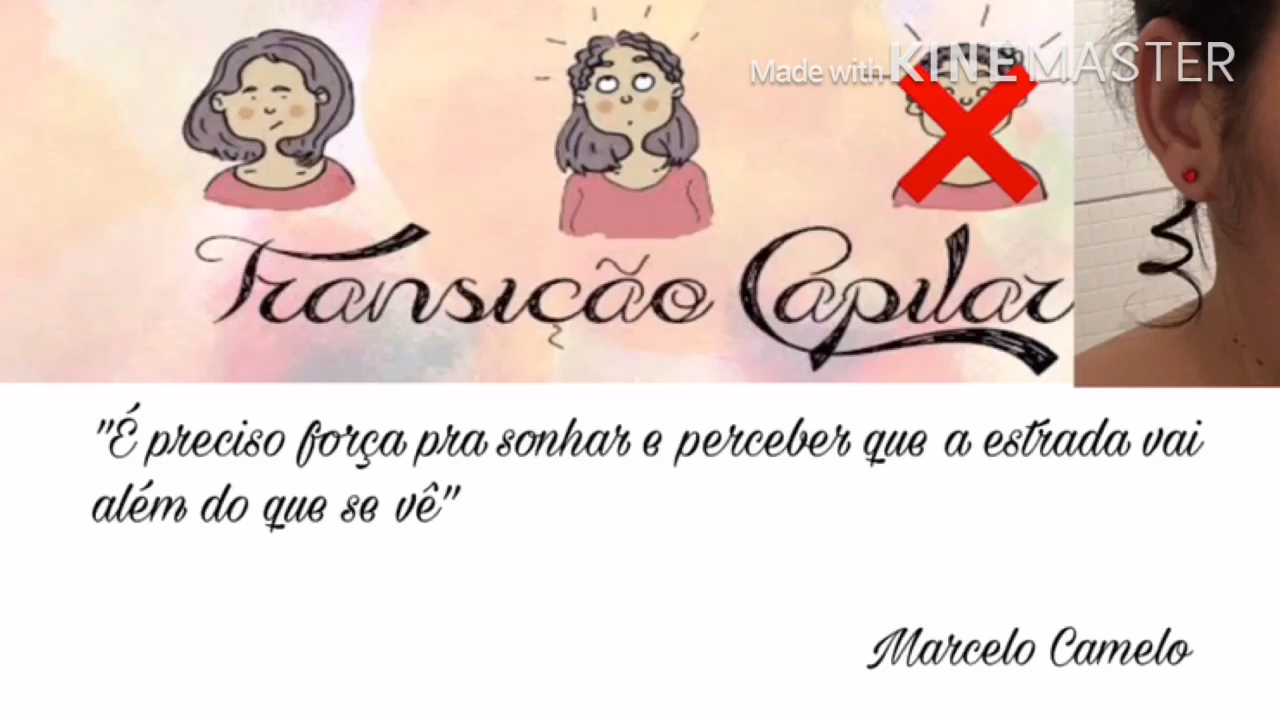 Made with KINEMASTER
Transição Capilar
"É preciso força pra sonhar e perceber que a estrada vai
além do que se vê"
Marcelo Camelo